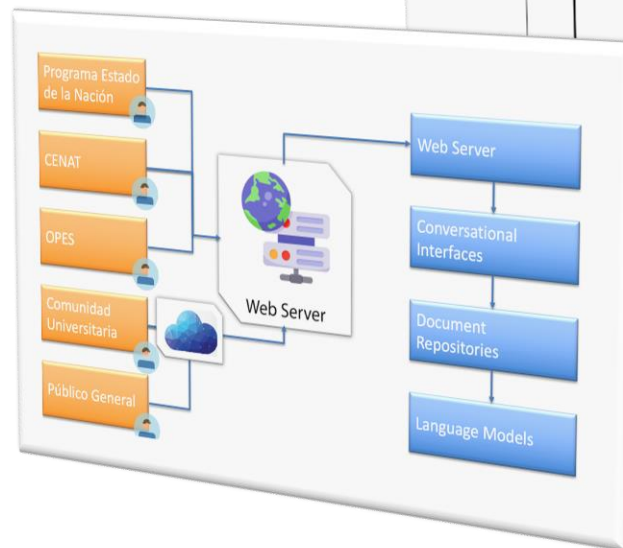 Programa Estado
de la Nación
CENAT
OPES
Comunidad
Universitaria
Público General
Web Server
Web Server
Conversational
Interfaces
Document
Repositories
Language Models